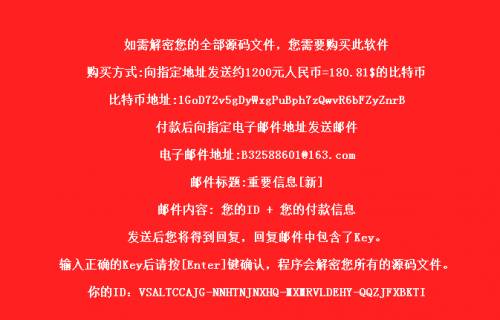 如需解密您的全部源码文件，您需要购买此软件
购买方式:向指定地址发送约1200元人民币=180.81$的比特币
比特币地址:1GoD72v5gDyWxgPuBph7zQwvR6bFZyZnrB
付款后向指定电子邮件地址发送邮件
电子邮件地址:B32588601@163.com
邮件标题:重要信息[新]
邮件内容: 您的ID + 您的付款信息
发送后您将得到回复，回复邮件中包含了Key。
输入正确的Key后请按[Enter]键确认，程序会解密您所有的源码文件。
你的ID: VSALTCCAJG-NNHTNJNXHQ-MXMRVLDEHY-QQZJFXBKTI